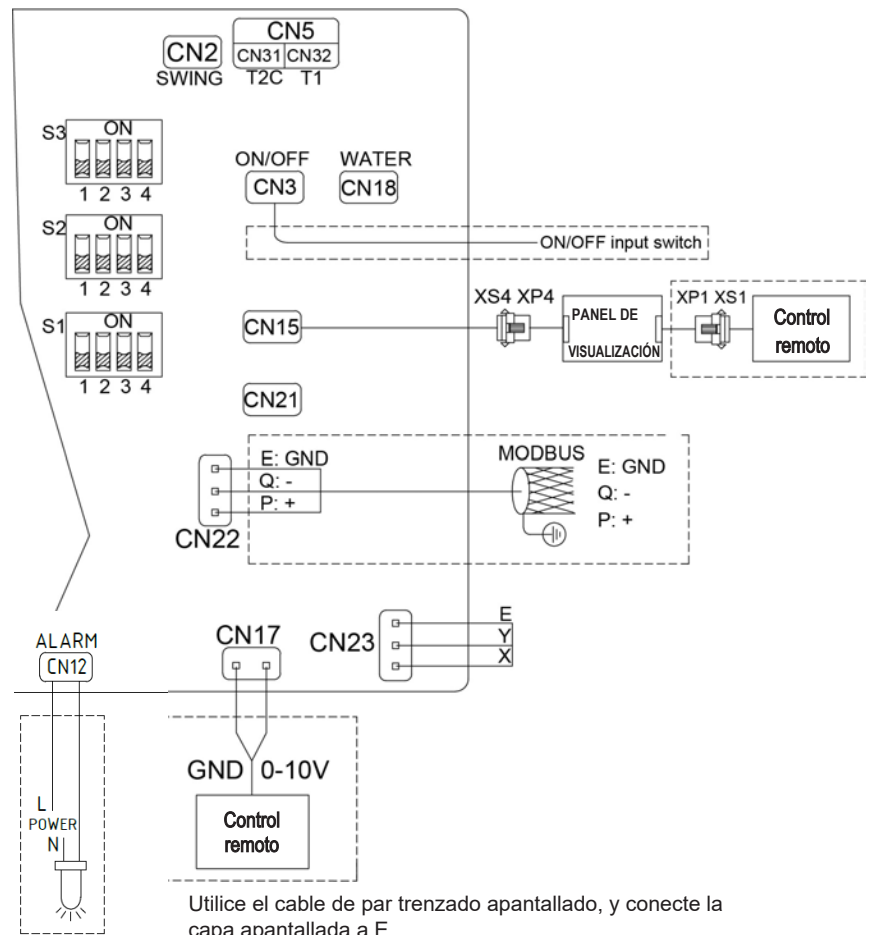 CN2
SWING
CN5
CN31 CN32
T2C T1
S3
ON
1 2 3 4
S2
ON
1 2 3 4
S1
ON
1 2 3 4
ON/OFF
CN3
WATER
CN18
ON/OFF input switch
CN15
XS4 XP4
PANEL DE
VISUALIZACIÓN
XP1 XS1
Control
remoto
CN21
E: GND
Q: -
P: +
CN22
MODBUS
E: GND
Q: -
P: +
CN23
E
Y
X
ALARM
CN12
L
POWER
N
CN17
GND 0-10V
Control
remoto
Utilice el cable de par trenzado apantallado, y conecte la
capa apantallada a E